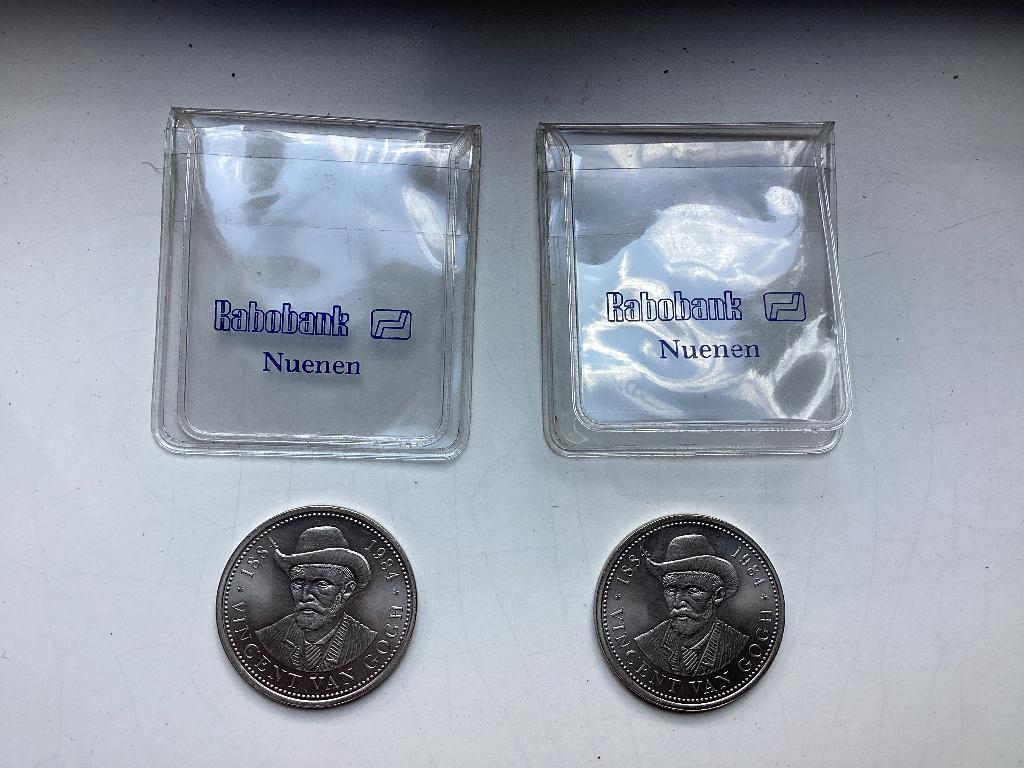 Rabobank
Nuenen
Rabobank
Nuenen
* 1884 1984 *
VINCENT VAN GOGH
* 1884 1984 *
VINCENT VAN GOGH